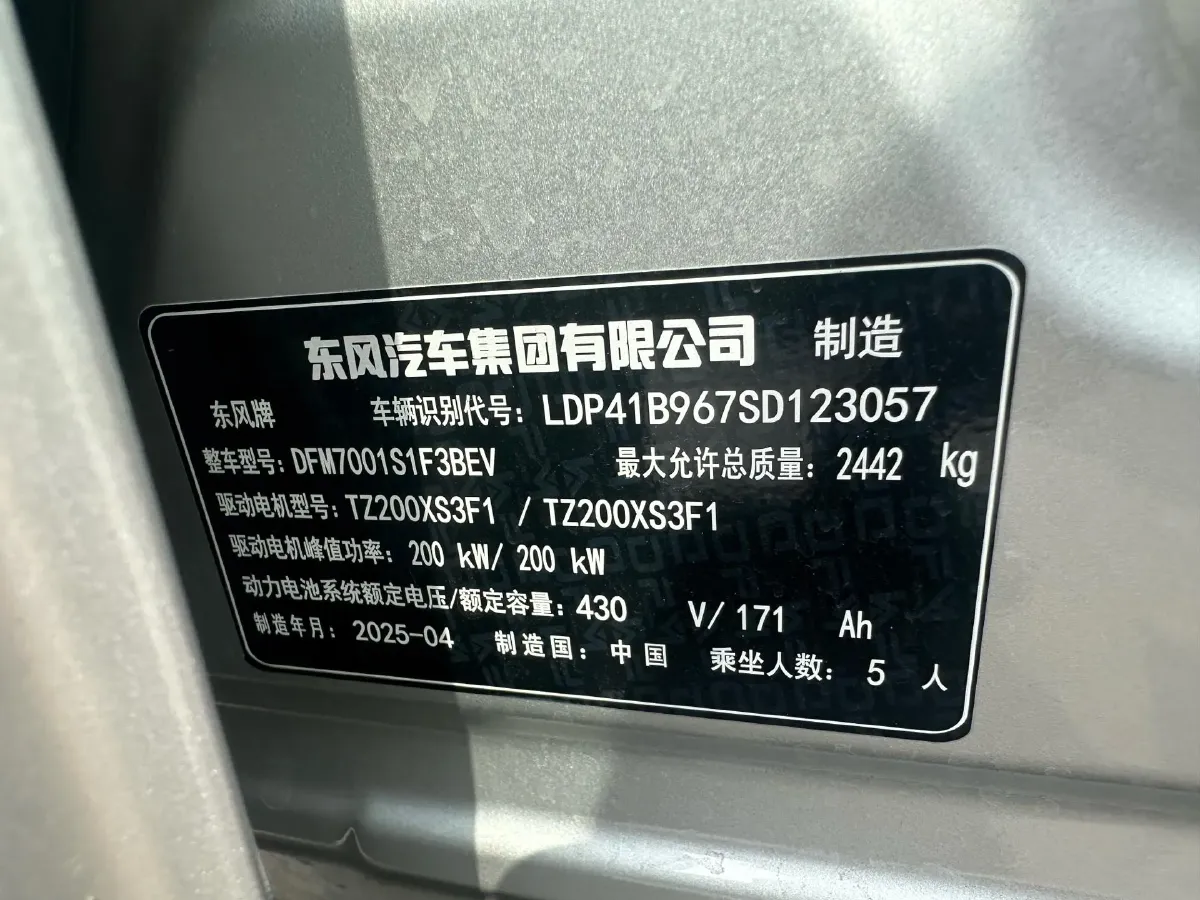 东风汽车集团有限公司 制造
东风牌 车辆识别代号：LDP41B967SD123057
整车型号：DFM7001S1F3BEV 最大允许总质量：2442 kg
驱动电机型号：TZ200XS3F1 / TZ200XS3F1
驱动电机峰值功率：200 kW/ 200 kW
动力电池系统额定电压/额定容量：430 V/ 171 Ah
制造年月：2025-04 制造国：中国 乘坐人数：5 人